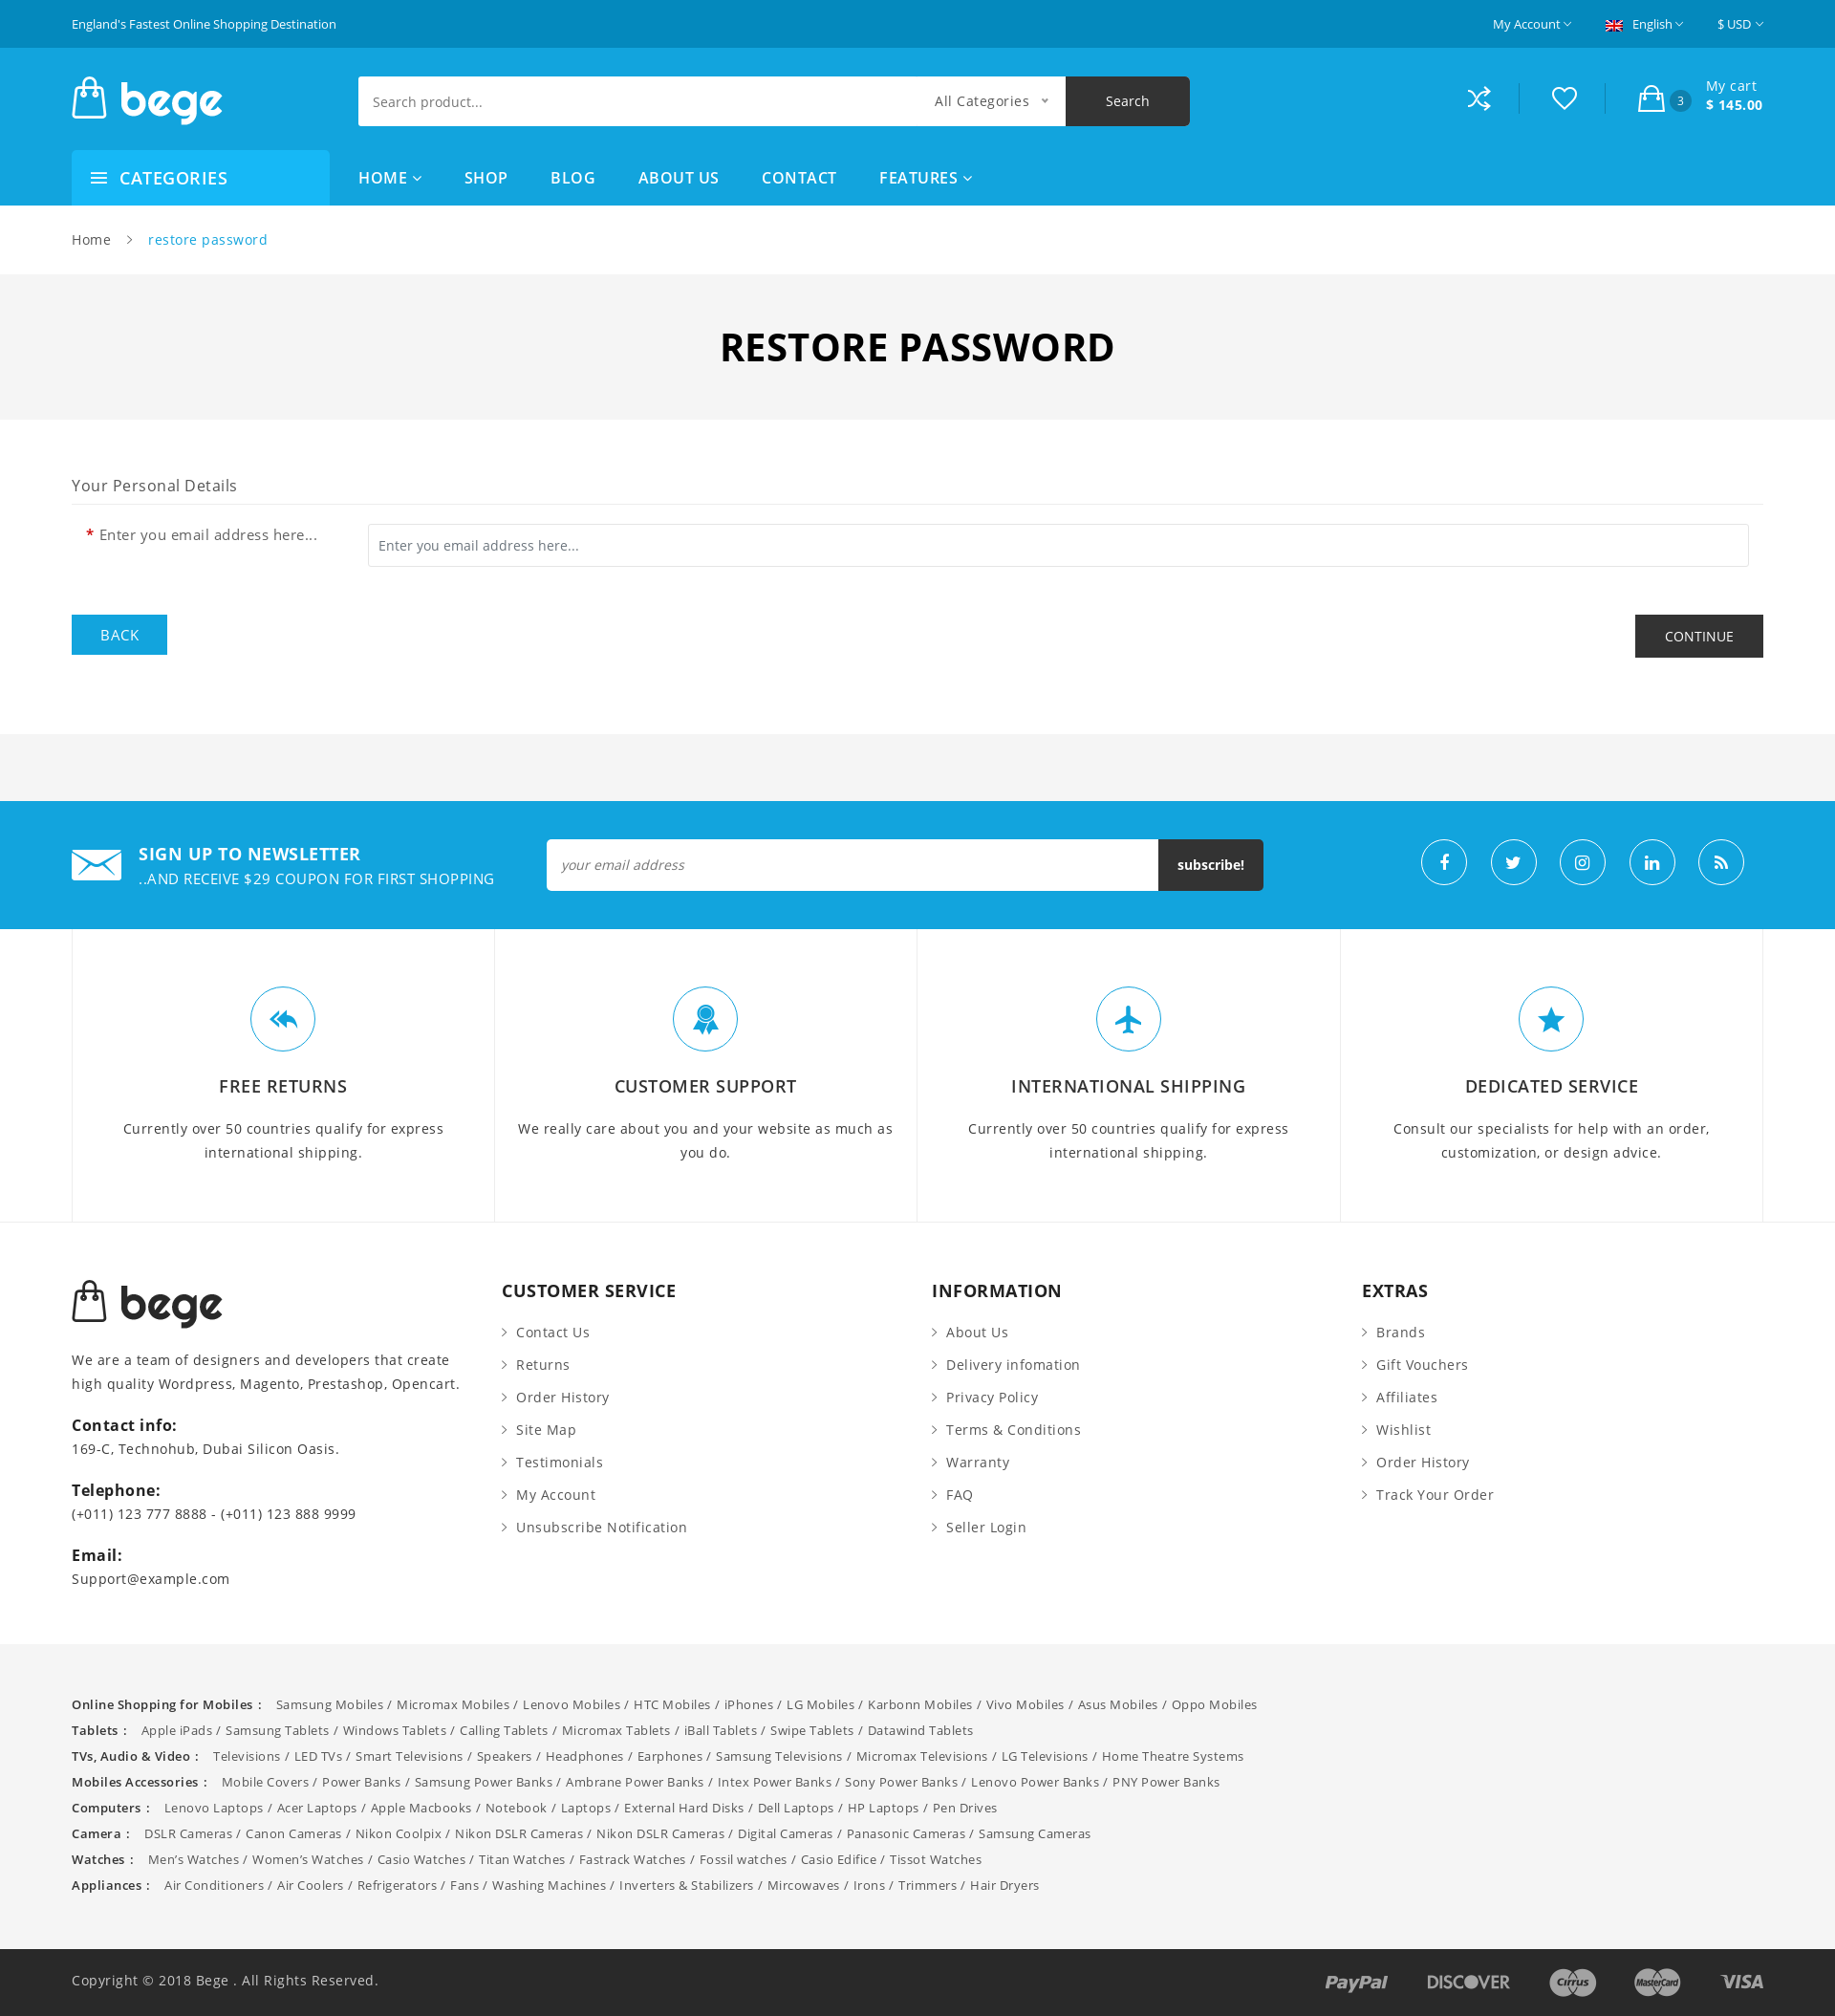 England's Fastest Online Shopping Destination
My Account
English
$ USD
bege
Search product...
All Categories
Search
3
My cart
$ 145.00
CATEGORIES
HOME
SHOP
BLOG
ABOUT US
CONTACT
FEATURES
Home
restore password
RESTORE PASSWORD
Your Personal Details
* Enter you email address here...
Enter you email address here...
BACK
CONTINUE
SIGN UP TO NEWSLETTER
..AND RECEIVE $29 COUPON FOR FIRST SHOPPING
your email address
subscribe!
FREE RETURNS
Currently over 50 countries qualify for express
international shipping.
CUSTOMER SUPPORT
We really care about you and your website as much as
you do.
INTERNATIONAL SHIPPING
Currently over 50 countries qualify for express
international shipping.
DEDICATED SERVICE
Consult our specialists for help with an order,
customization, or design advice.
bege
We are a team of designers and developers that create
high quality Wordpress, Magento, Prestashop, Opencart.
Contact info:
169-C, Technohub, Dubai Silicon Oasis.
Telephone:
(+011) 123 777 8888 - (+011) 123 888 9999
Email:
Support@example.com
CUSTOMER SERVICE
Contact Us
Returns
Order History
Site Map
Testimonials
My Account
Unsubscribe Notification
INFORMATION
About Us
Delivery infomation
Privacy Policy
Terms & Conditions
Warranty
FAQ
Seller Login
EXTRAS
Brands
Gift Vouchers
Affiliates
Wishlist
Order History
Track Your Order
Online Shopping for Mobiles : Samsung Mobiles / Micromax Mobiles / Lenovo Mobiles / HTC Mobiles / iPhones / LG Mobiles / Karbonn Mobiles / Vivo Mobiles / Asus Mobiles / Oppo Mobiles
Tablets : Apple iPads / Samsung Tablets / Windows Tablets / Calling Tablets / Micromax Tablets / iBall Tablets / Swipe Tablets / Datawind Tablets
TVs, Audio & Video : Televisions / LED TVs / Smart Televisions / Speakers / Headphones / Earphones / Samsung Televisions / Micromax Televisions / LG Televisions / Home Theatre Systems
Mobiles Accessories : Mobile Covers / Power Banks / Samsung Power Banks / Ambrane Power Banks / Intex Power Banks / Sony Power Banks / Lenovo Power Banks / PNY Power Banks
Computers : Lenovo Laptops / Acer Laptops / Apple Macbooks / Notebook / Laptops / External Hard Disks / Dell Laptops / HP Laptops / Pen Drives
Camera : DSLR Cameras / Canon Cameras / Nikon Coolpix / Nikon DSLR Cameras / Nikon DSLR Cameras / Digital Cameras / Panasonic Cameras / Samsung Cameras
Watches : Men’s Watches / Women’s Watches / Casio Watches / Titan Watches / Fastrack Watches / Fossil watches / Casio Edifice / Tissot Watches
Appliances : Air Conditioners / Air Coolers / Refrigerators / Fans / Washing Machines / Inverters & Stabilizers / Mircowaves / Irons / Trimmers / Hair Dryers
Copyright © 2018 Bege . All Rights Reserved.
PayPal
DISCOVER
Cirrus
MasterCard
VISA